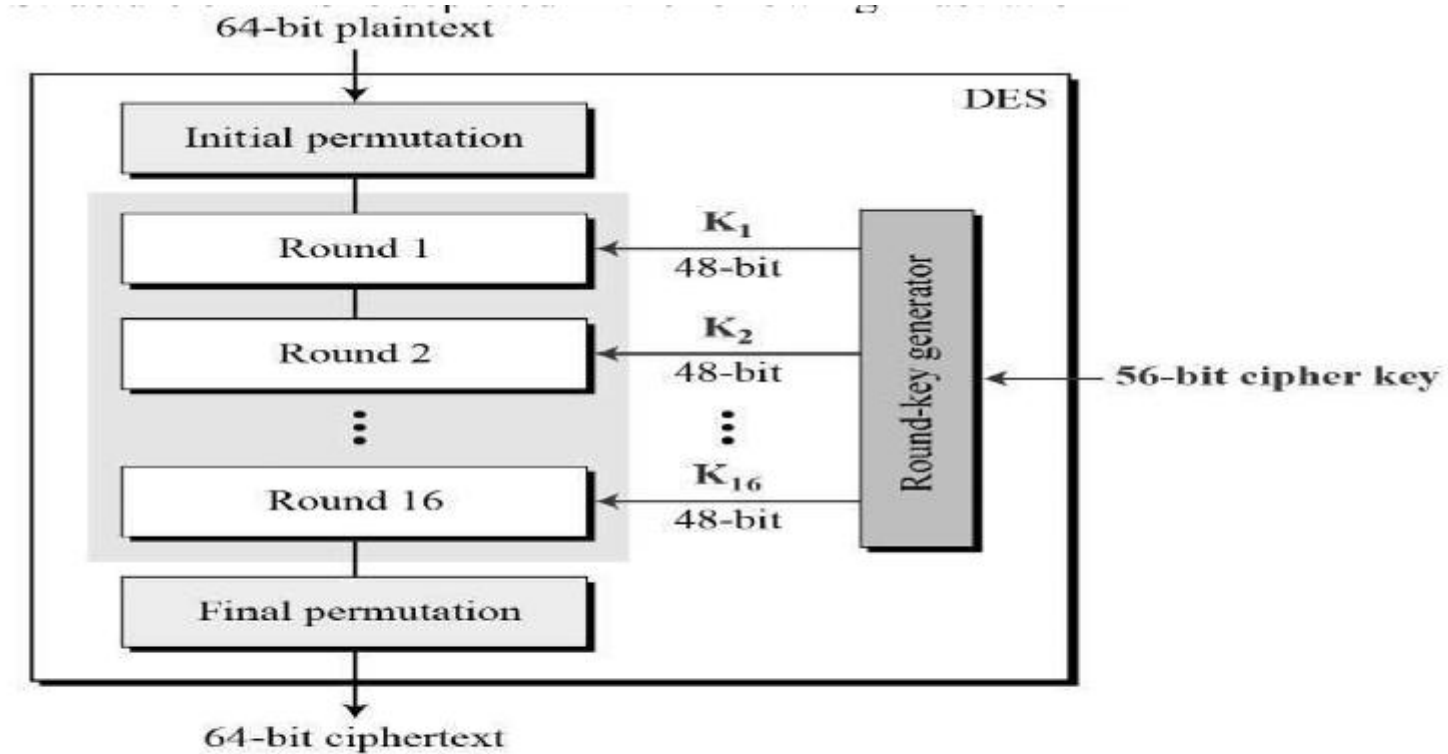 64-bit plaintext
DES
Initial permutation
Round 1
K₁
48-bit
Round 2
K₂
48-bit
Round-key generator
56-bit cipher key
Round 16
K₁₆
48-bit
Final permutation
64-bit ciphertext